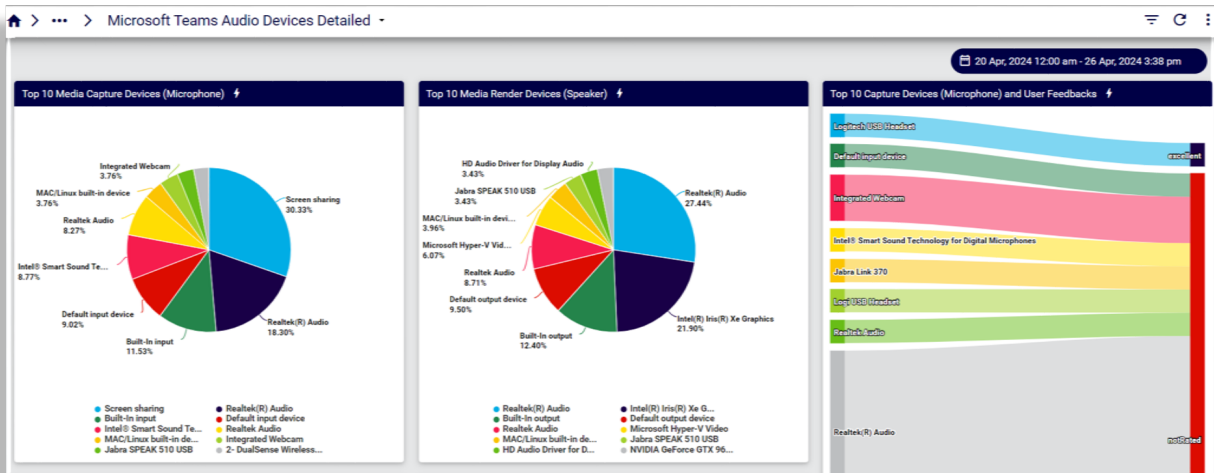 Microsoft Teams Audio Devices Detailed
20 Apr, 2024 12:00 am - 26 Apr, 2024 3:38 pm
Top 10 Media Capture Devices (Microphone)
Integrated Webcam
3.76%
MAC/Linux built-in device
3.76%
Realtek Audio
8.27%
Intel® Smart Sound Te...
8.77%
Default input device
9.02%
Built-In input
11.53%
Screen sharing
30.33%
Realtek(R) Audio
18.30%
Screen sharing
Realtek(R) Audio
Built-In input
Default input device
Intel® Smart Sound Te...
Realtek Audio
MAC/Linux built-in de...
Integrated Webcam
Jabra SPEAK 510 USB
2- DualSense Wireless...
Top 10 Media Render Devices (Speaker)
HD Audio Driver for Display Audio
3.43%
Jabra SPEAK 510 USB
3.43%
MAC/Linux built-in devi...
3.96%
Microsoft Hyper-V Vid...
6.07%
Realtek Audio
8.71%
Default output device
9.50%
Built-In output
12.40%
Realtek(R) Audio
27.44%
Intel(R) Iris(R) Xe Graphics
21.90%
Realtek(R) Audio
Intel(R) Iris(R) Xe G...
Built-In output
Default output device
Realtek Audio
Microsoft Hyper-V Video
MAC/Linux built-in de...
Jabra SPEAK 510 USB
HD Audio Driver for D...
NVIDIA GeForce GTX 96...
Top 10 Capture Devices (Microphone) and User Feedbacks
Logitech USB Headset
Default input device
Integrated Webcam
Intel® Smart Sound Technology for Digital Microphones
Jabra Link 370
Logi USB Headset
Realtek Audio
Realtek(R) Audio
excellent
notRated